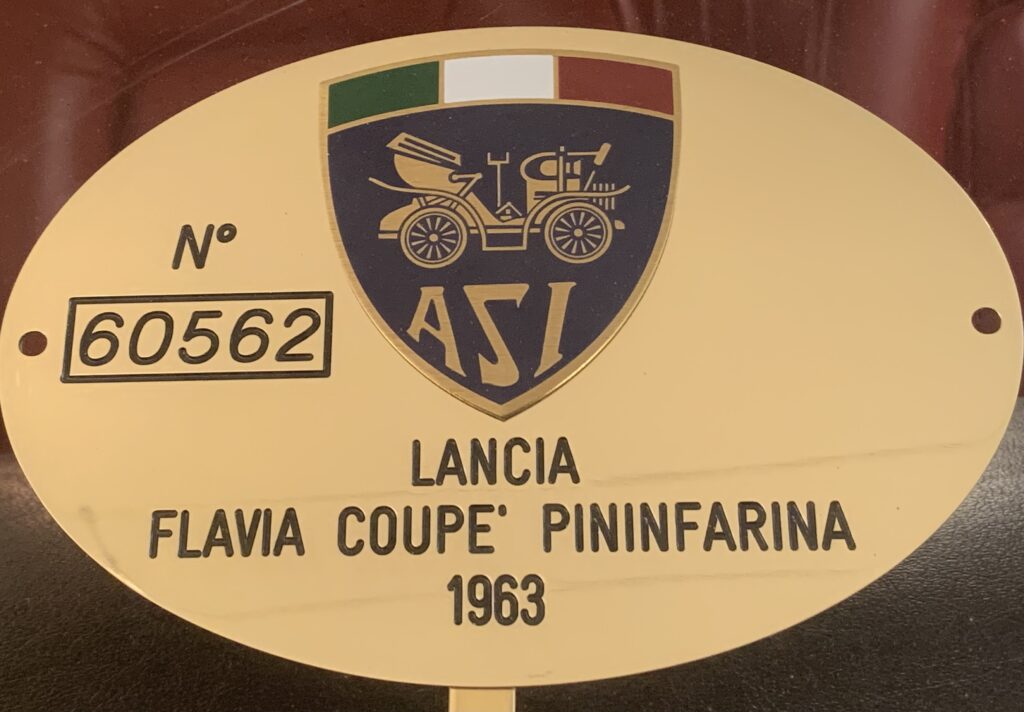 ASI
N°
60562
LANCIA
FLAVIA COUPE' PININFARINA
1963